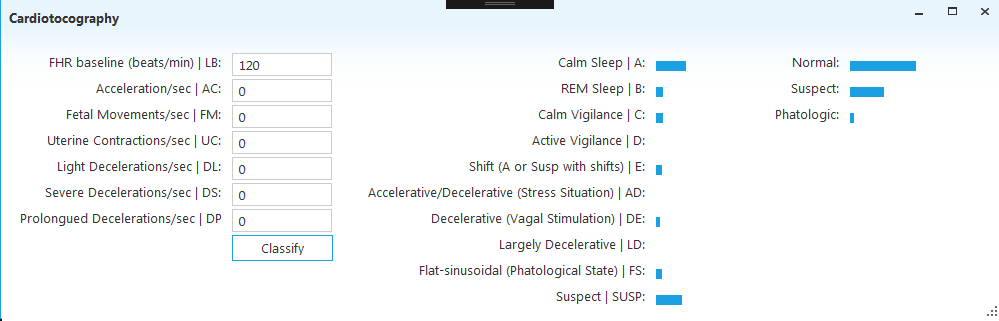 Cardiotocography
FHR baseline (beats/min) | LB: 120
Acceleration/sec | AC: 0
Fetal Movements/sec | FM: 0
Uterine Contractions/sec | UC: 0
Light Decelerations/sec | DL: 0
Severe Decelerations/sec | DS: 0
Prolongued Decelerations/sec | DP 0
Classify
Calm Sleep | A:
REM Sleep | B:
Calm Vigilance | C:
Active Vigilance | D:
Shift (A or Susp with shifts) | E:
Accelerative/Decelerative (Stress Situation) | AD:
Decelerative (Vagal Stimulation) | DE:
Largely Decelerative | LD:
Flat-sinusoidal (Phatological State) | FS:
Suspect | SUSP:
Normal:
Suspect:
Phatologic: